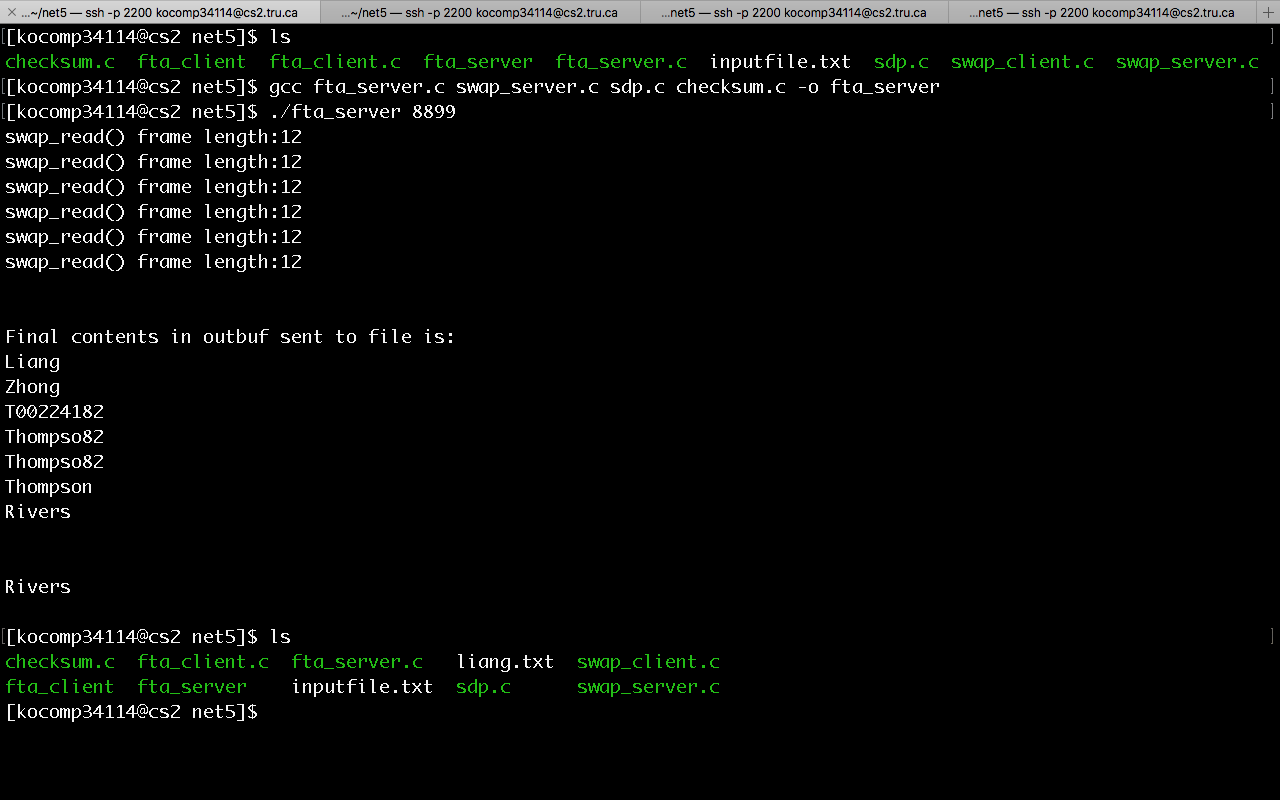 × ...~/net5 — ssh -p 2200 kocomp34114@cs2.tru.ca ...~/net5 — ssh -p 2200 kocomp34114@cs2.tru.ca ...net5 — ssh -p 2200 kocomp34114@cs2.tru.ca ...net5 — ssh -p 2200 kocomp34114@cs2.tru.ca +
[[kocomp34114@cs2 net5]$ ls ]
checksum.c fta_client fta_client.c fta_server fta_server.c inputfile.txt sdp.c swap_client.c swap_server.c
[[kocomp34114@cs2 net5]$ gcc fta_server.c swap_server.c sdp.c checksum.c -o fta_server ]
[[kocomp34114@cs2 net5]$ ./fta_server 8899 ]
swap_read() frame length:12
swap_read() frame length:12
swap_read() frame length:12
swap_read() frame length:12
swap_read() frame length:12
swap_read() frame length:12
Final contents in outbuf sent to file is:
Liang
Zhong
T00224182
Thompso82
Thompso82
Thompson
Rivers
Rivers
[[kocomp34114@cs2 net5]$ ls ]
checksum.c fta_client.c fta_server.c liang.txt swap_client.c
fta_client fta_server inputfile.txt sdp.c swap_server.c
[kocomp34114@cs2 net5]$